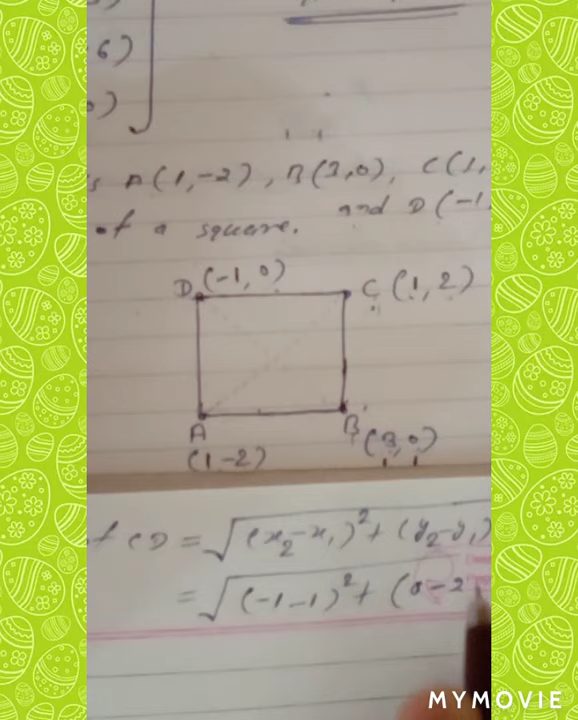 6)
)
A(1,-2), B(3,0), C(1,
of a square. and D(-1
D (-1, 0)
C (1, 2)
A
B
(1-2)
(3,0)
f CD = √(x₂-x₁)²+(y₂-y₁)
= √(-1-1)²+(0-2
MYMOVIE